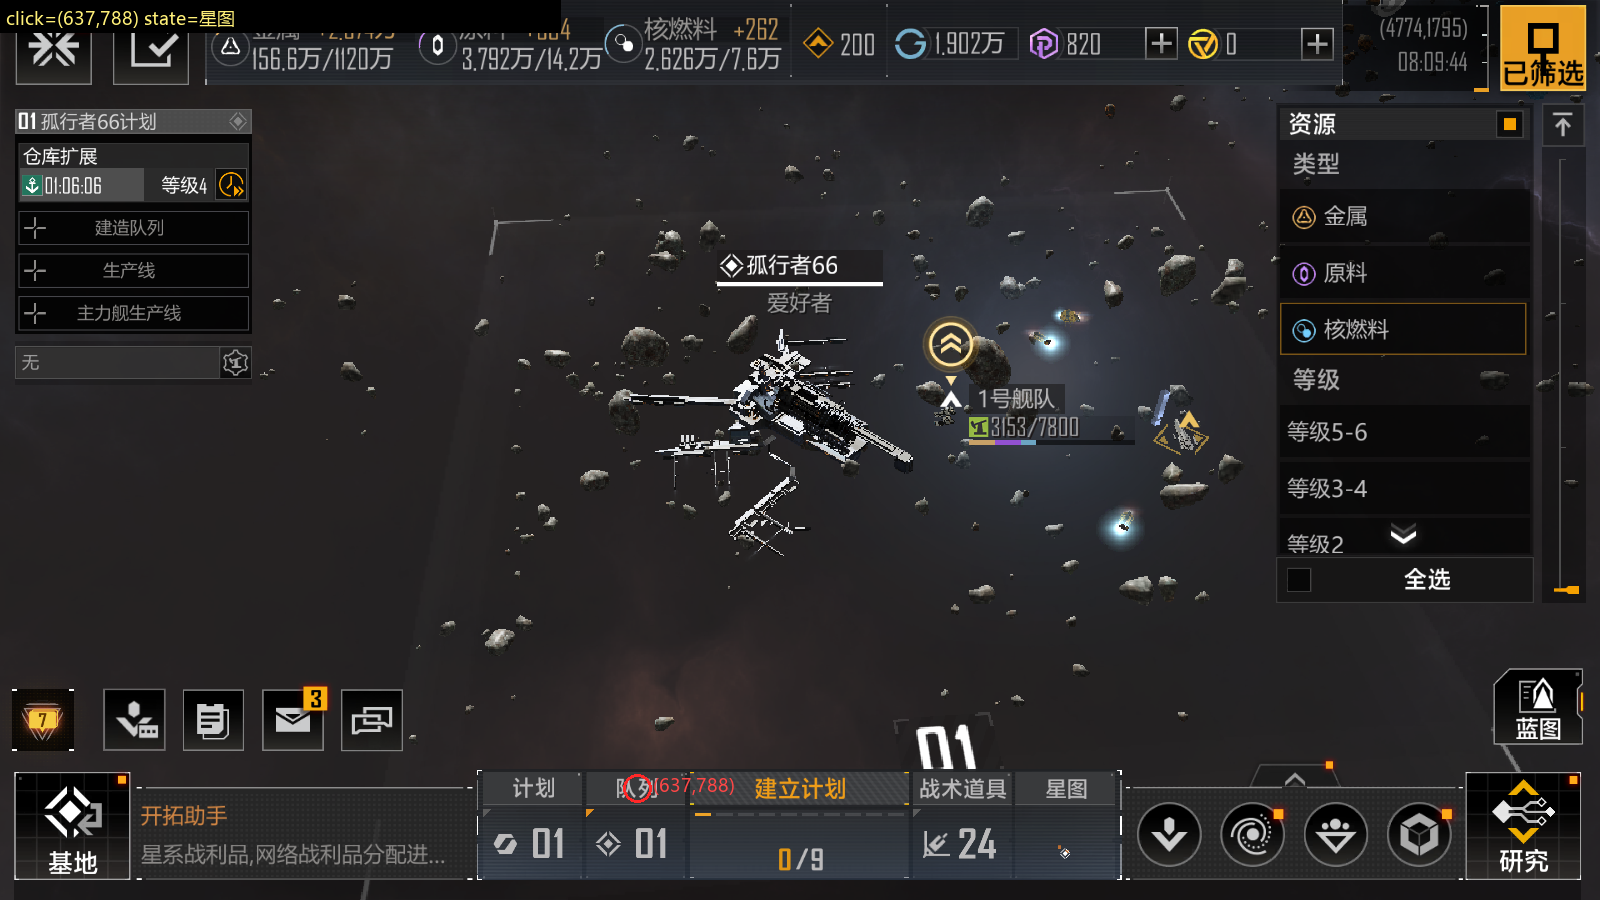 click=(637,788) state=星图
156.6万/1120万
3.792万/14.2万
核燃料 +262
2.626万/7.6万
200
1.902万
820
0
(4774,1795)
08:09:44
已筛选
01 孤行者66计划
仓库扩展
01:06:06 等级4
建造队列
生产线
主力舰生产线
无
孤行者66
爱好者
1号舰队
3153/7800
资源
类型
金属
原料
核燃料
等级
等级5-6
等级3-4
等级2
全选
7
3
蓝图
01
基地
开拓助手
星系战利品,网络战利品分配进...
计划
01
队列
(637,788)
01
建立计划
0/9
战术道具
24
星图
研究